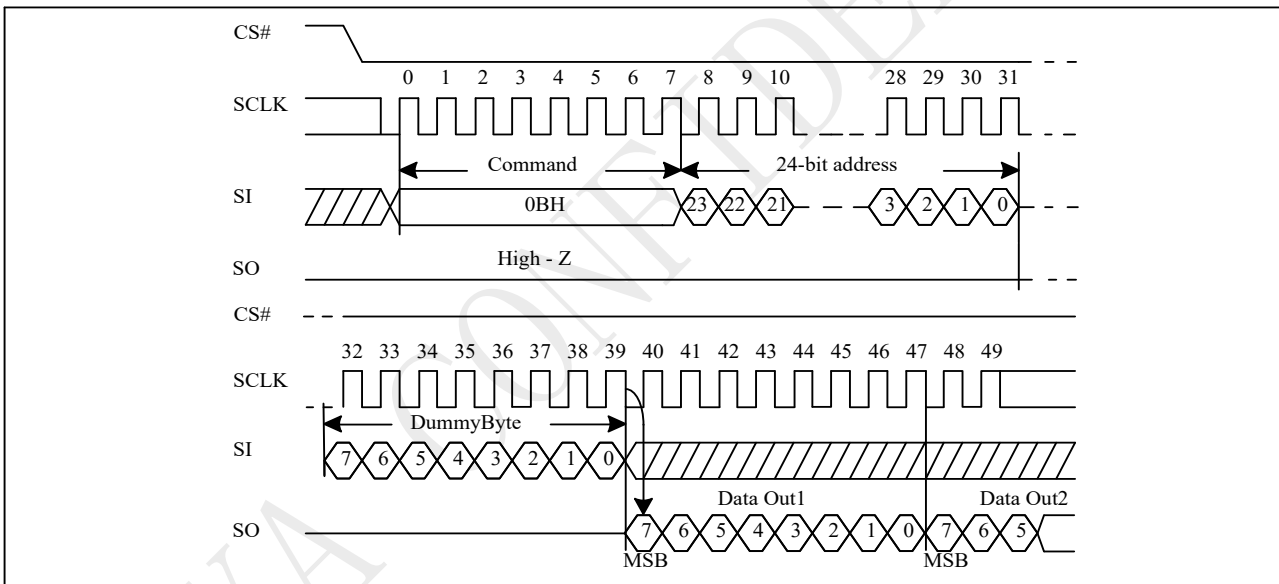 CS#
0 1 2 3 4 5 6 7 8 9 10 28 29 30 31
SCLK
Command 24-bit address
SI 0BH 23 22 21 3 2 1 0
High - Z
SO
CS#
32 33 34 35 36 37 38 39 40 41 42 43 44 45 46 47 48 49
SCLK
DummyByte
SI 7 6 5 4 3 2 1 0
Data Out1 Data Out2
SO 7 6 5 4 3 2 1 0 7 6 5
MSB MSB